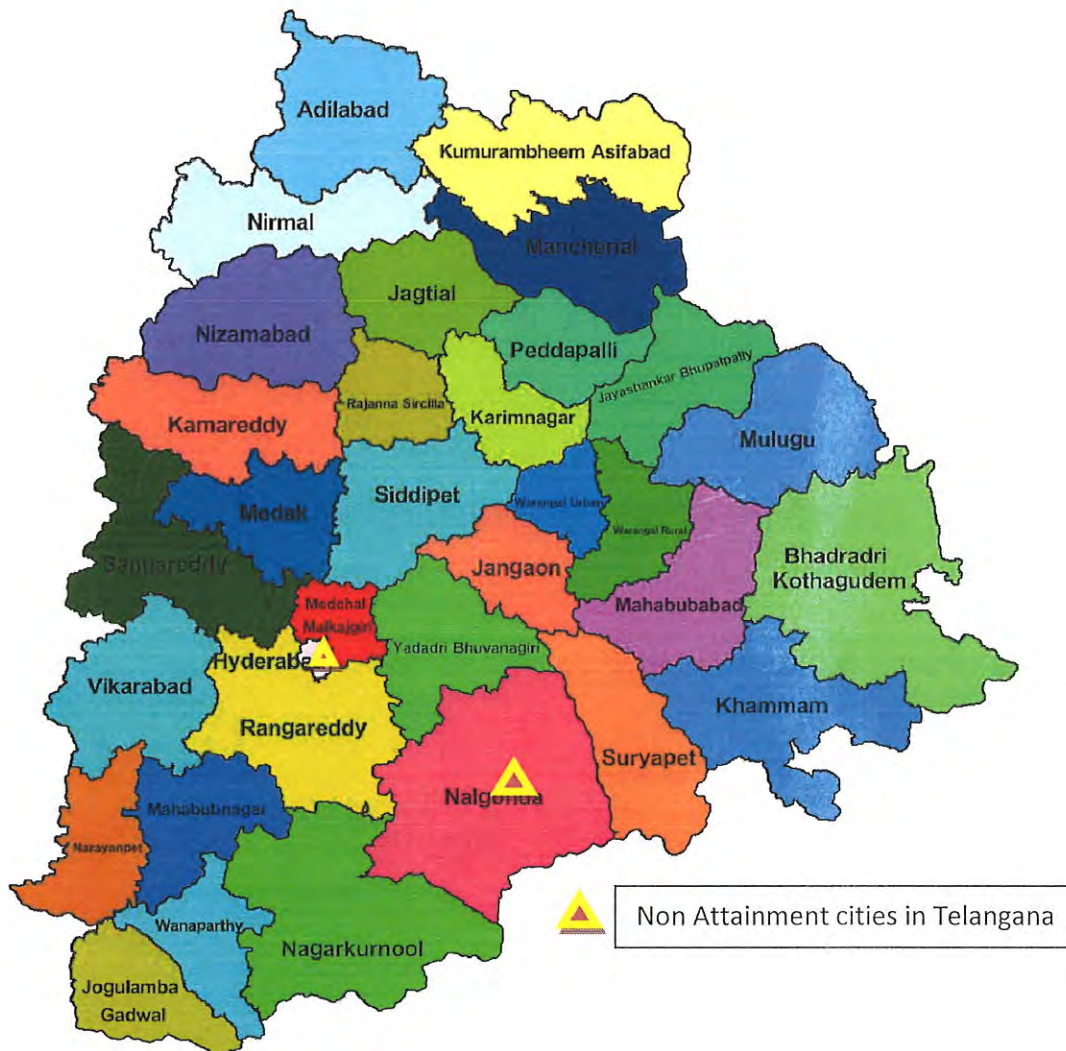 Adilabad
Kumurambheem Asifabad
Nirmal
Mancherial
Jagtial
Nizamabad
Peddapalli
Jayashankar Bhupalpally
Rajanna Sircilla
Karimnagar
Kamareddy
Mulugu
Siddipet
Medak
Warangal Urban
Warangal Rural
Sangareddy
Jangaon
Bhadradri
Kothagudem
Mahabubabad
Medchal
Malkajgiri
Yadadri Bhuvanagiri
Hyderaba
Vikarabad
Khammam
Rangareddy
Suryapet
Nalgonda
Mahabubnagar
Narayanpet
Non Attainment cities in Telangana
Wanaparthy
Nagarkurnool
Jogulamba
Gadwal